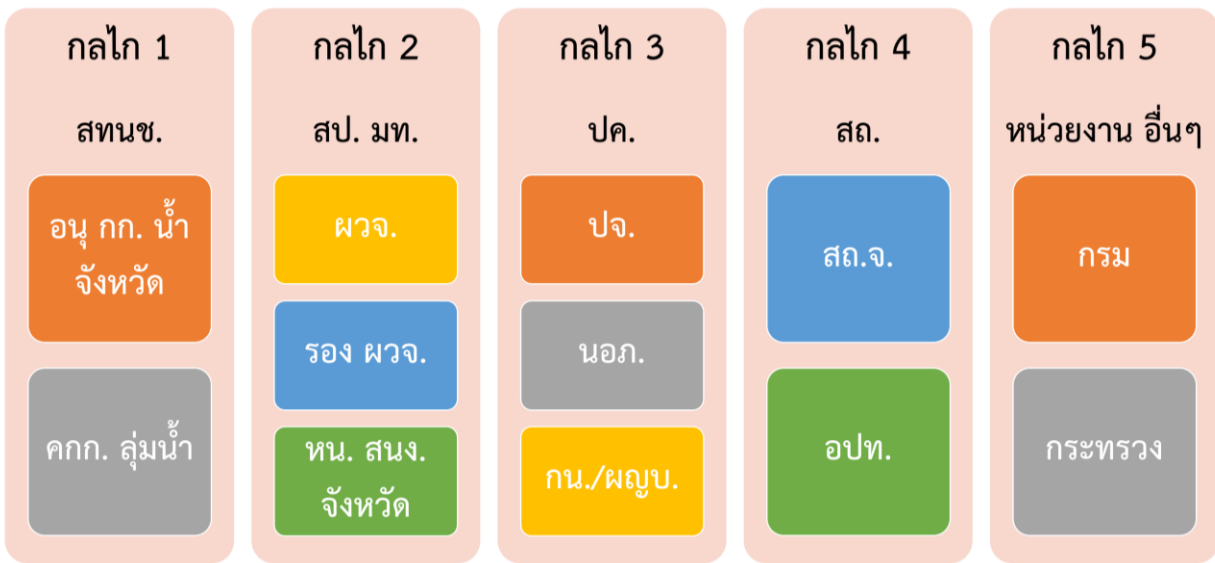 กลไก 1
สทนช.
อนุ กก. น้ำ
จังหวัด
คกก. ลุ่มน้ำ
กลไก 2
สป. มท.
ผวจ.
รอง ผวจ.
หน. สนง.
จังหวัด
กลไก 3
ปค.
ปจ.
นอภ.
กน./ผญบ.
กลไก 4
สถ.
สถ.จ.
อปท.
กลไก 5
หน่วยงาน อื่นๆ
กรม
กระทรวง